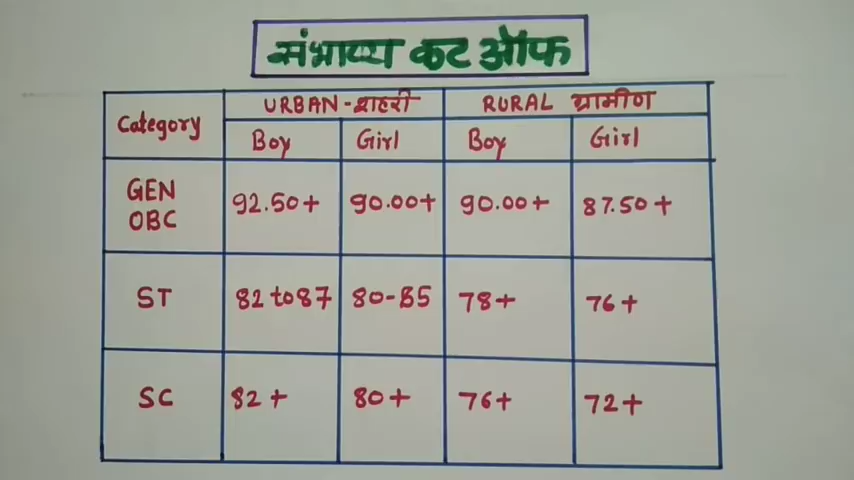 संभाव्य कट ऑफ
Category
URBAN - शहरी
RURAL ग्रामीण
Boy
Girl
Boy
Girl
GEN
OBC
92.50+
90.00+
90.00+
87.50+
ST
82 to 87
80-85
78+
76+
SC
82+
80+
76+
72+